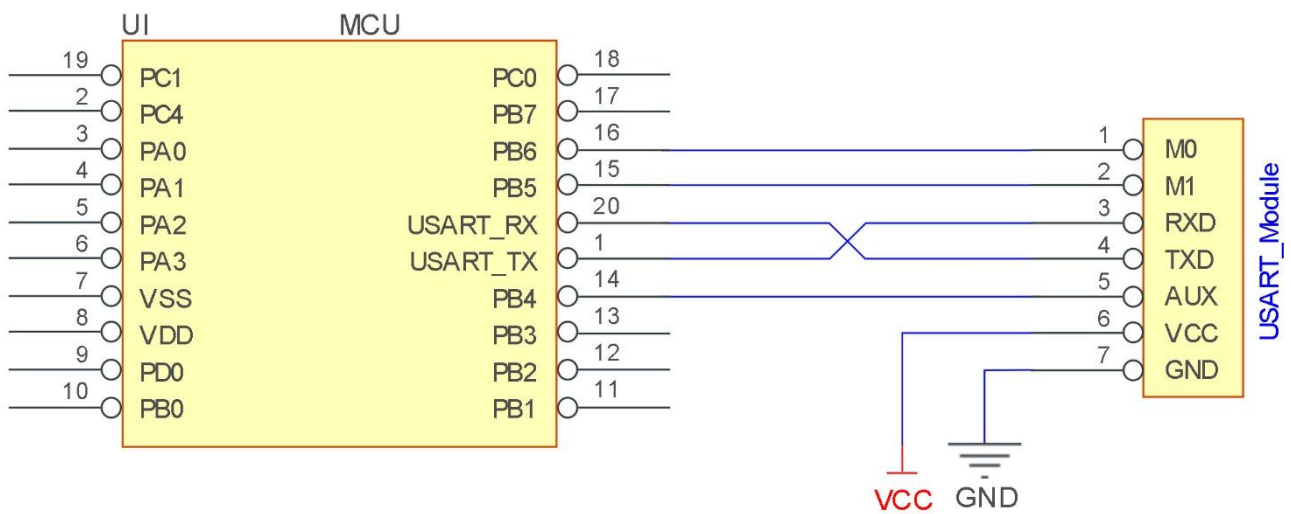 UI MCU
19 PC1 PC0 18
2 PC4 PB7 17
3 PA0 PB6 16 1 M0
4 PA1 PB5 15 2 M1
5 PA2 USART_RX 20 3 RXD
6 PA3 USART_TX 1 4 TXD
7 VSS PB4 14 5 AUX
8 VDD PB3 13 6 VCC
9 PD0 PB2 12 7 GND
10 PB0 PB1 11
USART_Module
VCC GND